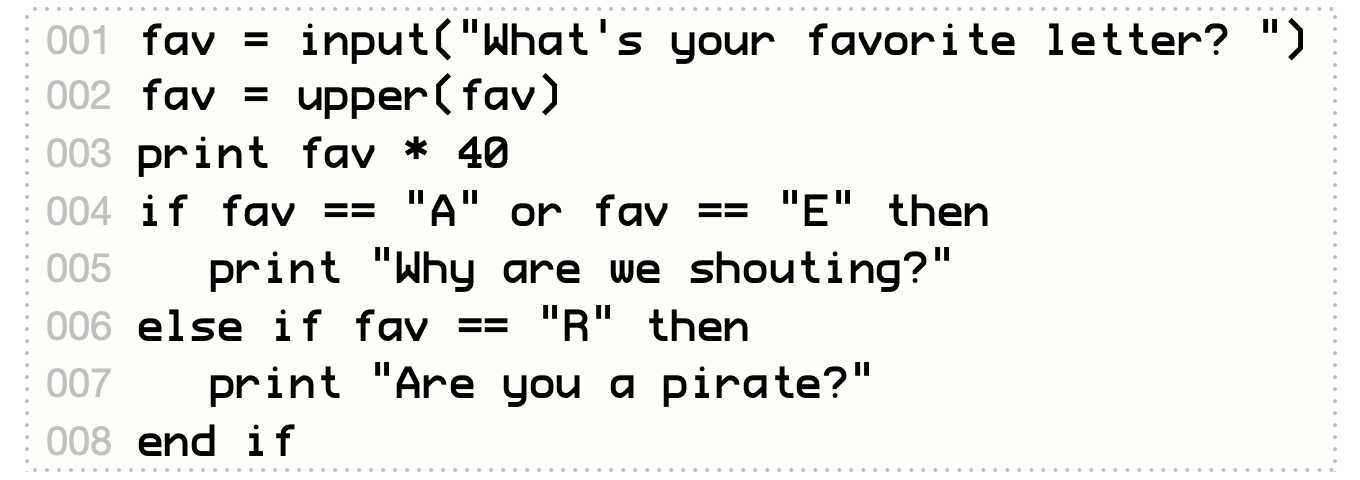 001 fav = input("What's your favorite letter? ")
002 fav = upper(fav)
003 print fav * 40
004 if fav == "A" or fav == "E" then
005    print "Why are we shouting?"
006 else if fav == "R" then
007    print "Are you a pirate?"
008 end if